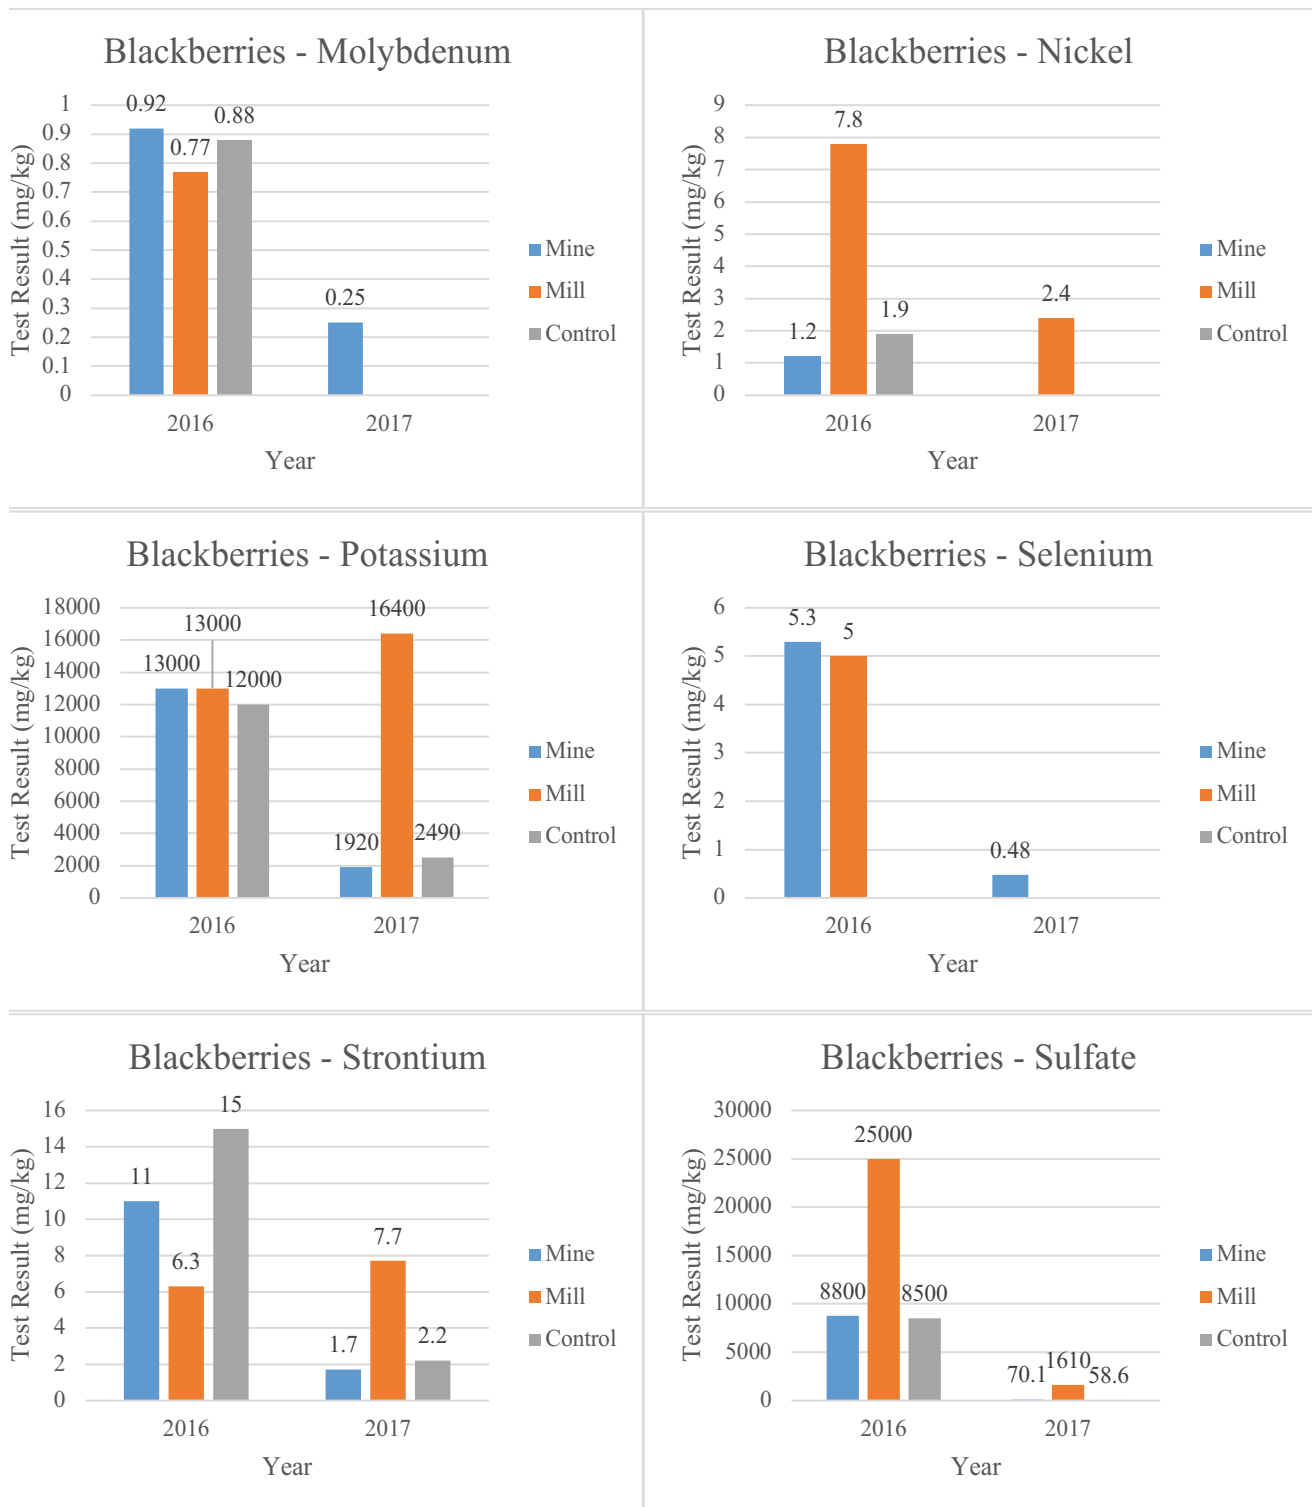 Blackberries - Molybdenum
Test Result (mg/kg)
1
0.9
0.8
0.7
0.6
0.5
0.4
0.3
0.2
0.1
0
0.92
0.77
0.88
0.25
2016
2017
Year
Mine
Mill
Control
Blackberries - Nickel
Test Result (mg/kg)
9
8
7
6
5
4
3
2
1
0
1.2
7.8
1.9
2.4
2016
2017
Year
Mine
Mill
Control
Blackberries - Potassium
Test Result (mg/kg)
18000
16000
14000
12000
10000
8000
6000
4000
2000
0
13000
13000
12000
1920
16400
2490
2016
2017
Year
Mine
Mill
Control
Blackberries - Selenium
Test Result (mg/kg)
6
5
4
3
2
1
0
5.3
5
0.48
2016
2017
Year
Mine
Mill
Control
Blackberries - Strontium
Test Result (mg/kg)
16
14
12
10
8
6
4
2
0
11
6.3
15
1.7
7.7
2.2
2016
2017
Year
Mine
Mill
Control
Blackberries - Sulfate
Test Result (mg/kg)
30000
25000
20000
15000
10000
5000
0
8800
25000
8500
70.1
1610
58.6
2016
2017
Year
Mine
Mill
Control